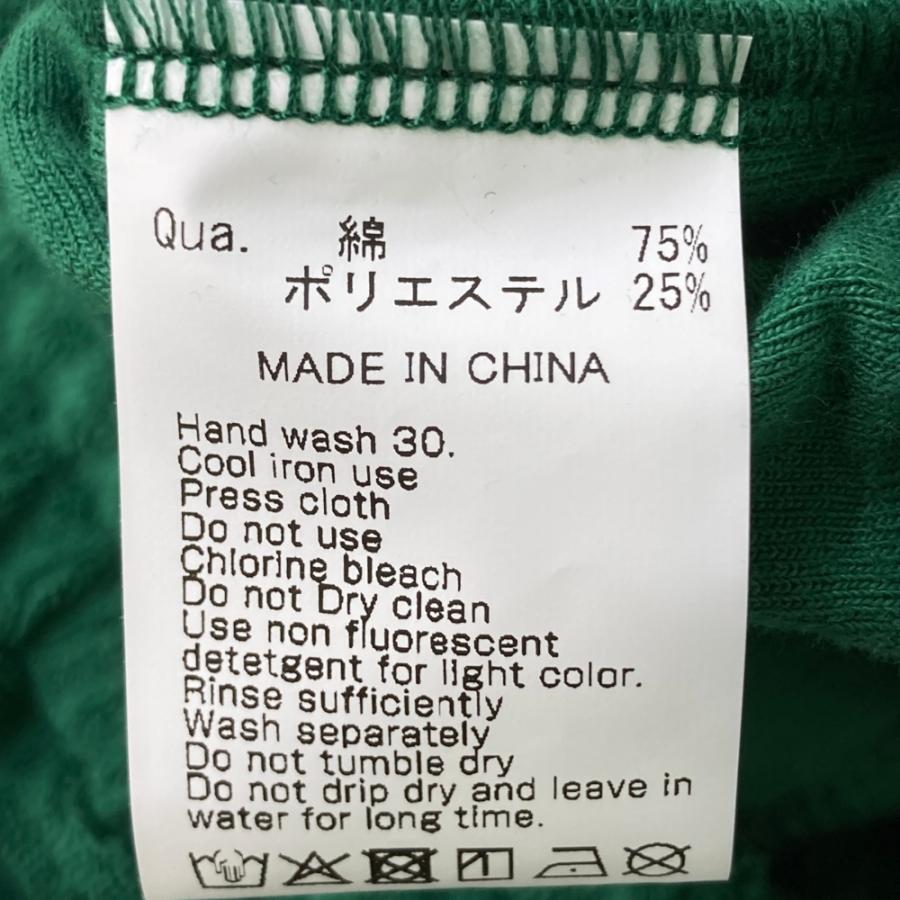 Qua. 綿 75%
ポリエステル 25%
MADE IN CHINA
Hand wash 30.
Cool iron use
Press cloth
Do not use
Chlorine bleach
Do not Dry clean
Use non fluorescent
detetgent for light color.
Rinse sufficiently
Wash separately
Do not tumble dry
Do not drip dry and leave in
water for long time.